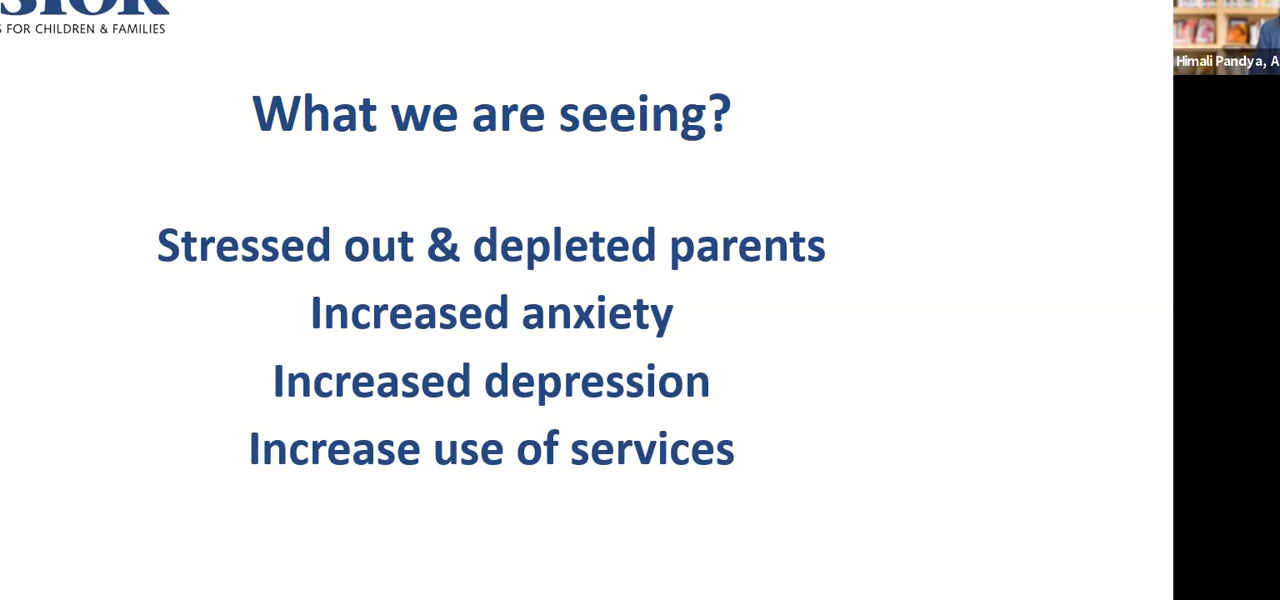 FOR CHILDREN & FAMILIES
Himali Pandya, A
What we are seeing?
Stressed out & depleted parents
Increased anxiety
Increased depression
Increase use of services